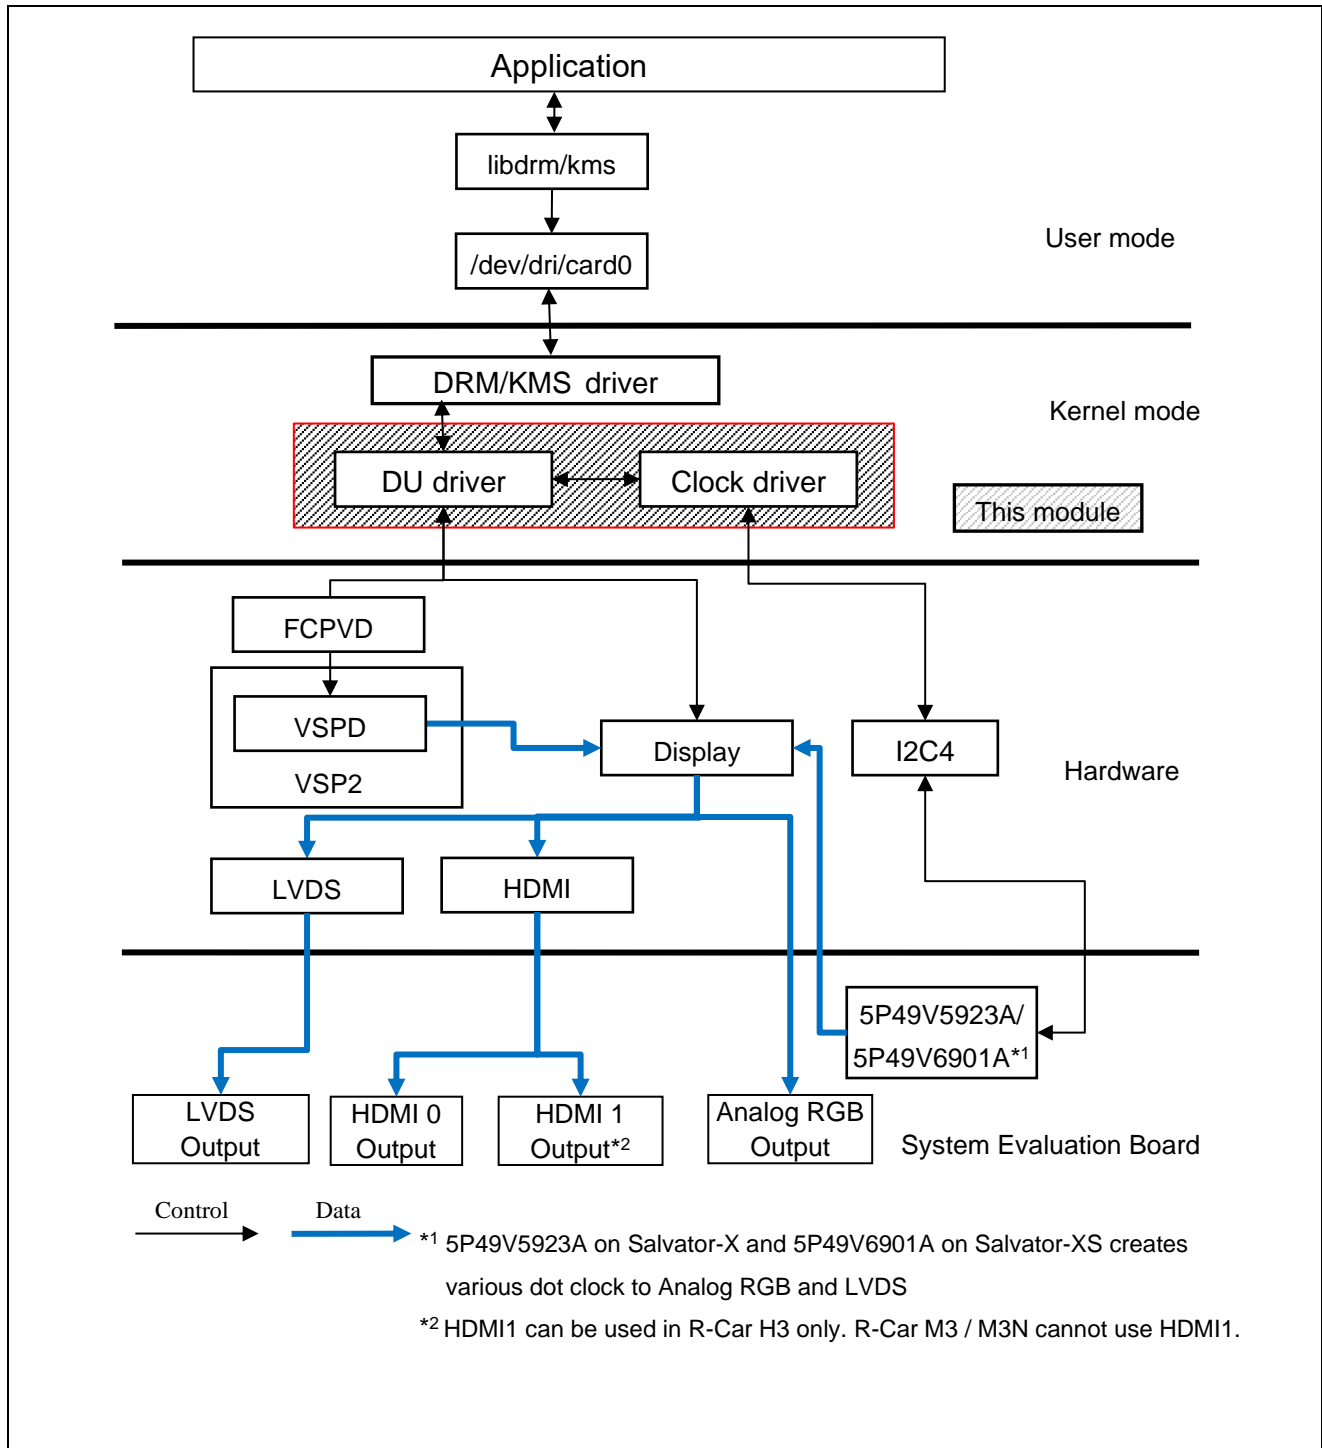 Application
libdrm/kms
/dev/dri/card0
User mode
DRM/KMS driver
Kernel mode
DU driver
Clock driver
This module
FCPVD
VSPD
VSP2
Display
I2C4
Hardware
LVDS
HDMI
5P49V5923A/
5P49V6901A*1
LVDS
Output
HDMI 0
Output
HDMI 1
Output*2
Analog RGB
Output
System Evaluation Board
Control
Data
*1 5P49V5923A on Salvator-X and 5P49V6901A on Salvator-XS creates
various dot clock to Analog RGB and LVDS
*2 HDMI1 can be used in R-Car H3 only. R-Car M3 / M3N cannot use HDMI1.